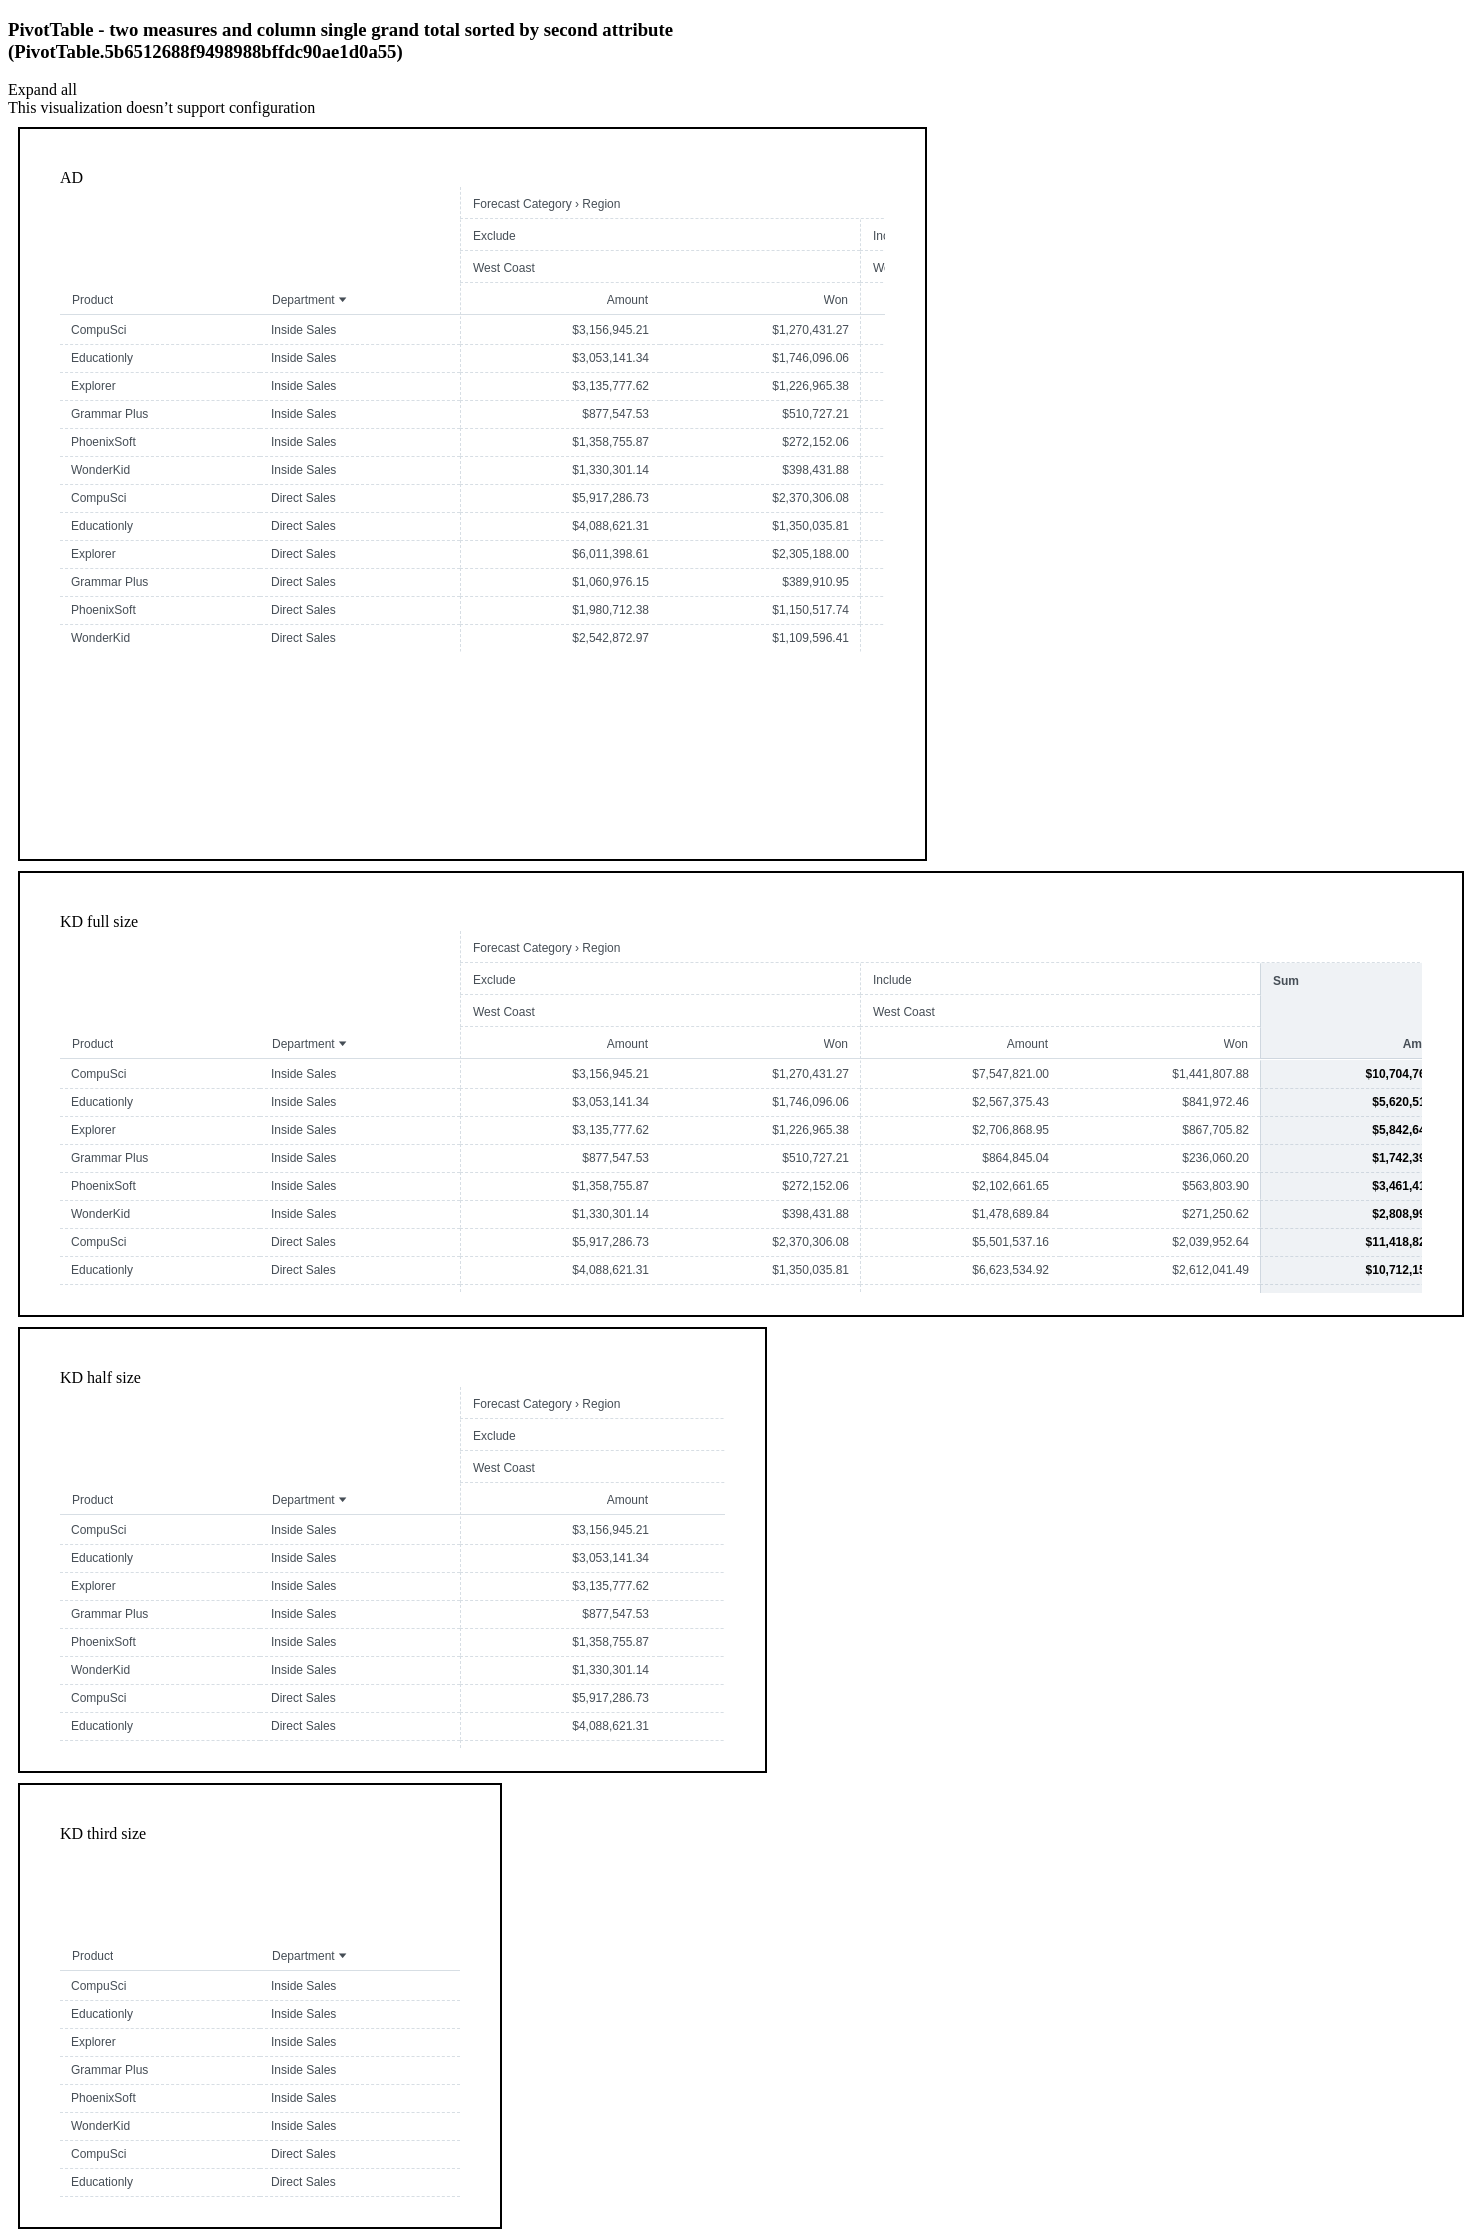 PivotTable - two measures and column single grand total sorted by second attribute
(PivotTable.5b6512688f9498988bffdc90ae1d0a55)
Expand all
This visualization doesn’t support configuration
AD
Forecast Category › Region
Exclude
West Coast
Product Department Amount Won
CompuSci Inside Sales $3,156,945.21 $1,270,431.27
Educationly Inside Sales $3,053,141.34 $1,746,096.06
Explorer Inside Sales $3,135,777.62 $1,226,965.38
Grammar Plus Inside Sales $877,547.53 $510,727.21
PhoenixSoft Inside Sales $1,358,755.87 $272,152.06
WonderKid Inside Sales $1,330,301.14 $398,431.88
CompuSci Direct Sales $5,917,286.73 $2,370,306.08
Educationly Direct Sales $4,088,621.31 $1,350,035.81
Explorer Direct Sales $6,011,398.61 $2,305,188.00
Grammar Plus Direct Sales $1,060,976.15 $389,910.95
PhoenixSoft Direct Sales $1,980,712.38 $1,150,517.74
WonderKid Direct Sales $2,542,872.97 $1,109,596.41
KD full size
Forecast Category › Region
Exclude Include Sum
West Coast West Coast
Product Department Amount Won Amount Won Am
CompuSci Inside Sales $3,156,945.21 $1,270,431.27 $7,547,821.00 $1,441,807.88 $10,704,76
Educationly Inside Sales $3,053,141.34 $1,746,096.06 $2,567,375.43 $841,972.46 $5,620,51
Explorer Inside Sales $3,135,777.62 $1,226,965.38 $2,706,868.95 $867,705.82 $5,842,64
Grammar Plus Inside Sales $877,547.53 $510,727.21 $864,845.04 $236,060.20 $1,742,39
PhoenixSoft Inside Sales $1,358,755.87 $272,152.06 $2,102,661.65 $563,803.90 $3,461,41
WonderKid Inside Sales $1,330,301.14 $398,431.88 $1,478,689.84 $271,250.62 $2,808,99
CompuSci Direct Sales $5,917,286.73 $2,370,306.08 $5,501,537.16 $2,039,952.64 $11,418,82
Educationly Direct Sales $4,088,621.31 $1,350,035.81 $6,623,534.92 $2,612,041.49 $10,712,15
KD half size
Forecast Category › Region
Exclude
West Coast
Product Department Amount
CompuSci Inside Sales $3,156,945.21
Educationly Inside Sales $3,053,141.34
Explorer Inside Sales $3,135,777.62
Grammar Plus Inside Sales $877,547.53
PhoenixSoft Inside Sales $1,358,755.87
WonderKid Inside Sales $1,330,301.14
CompuSci Direct Sales $5,917,286.73
Educationly Direct Sales $4,088,621.31
KD third size
Product Department
CompuSci Inside Sales
Educationly Inside Sales
Explorer Inside Sales
Grammar Plus Inside Sales
PhoenixSoft Inside Sales
WonderKid Inside Sales
CompuSci Direct Sales
Educationly Direct Sales